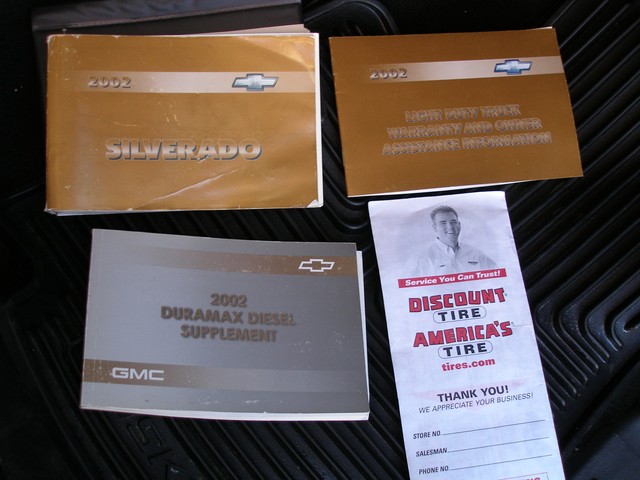 2002
SILVERADO
2002
LIGHT DUTY TRUCK
WARRANTY AND OWNER
ASSISTANCE INFORMATION
2002
DURAMAX DIESEL
SUPPLEMENT
GMC
Service You Can Trust!
DISCOUNT
TIRE
AMERICA'S
TIRE
tires.com
THANK YOU!
WE APPRECIATE YOUR BUSINESS!
STORE NO
SALESMAN
PHONE NO